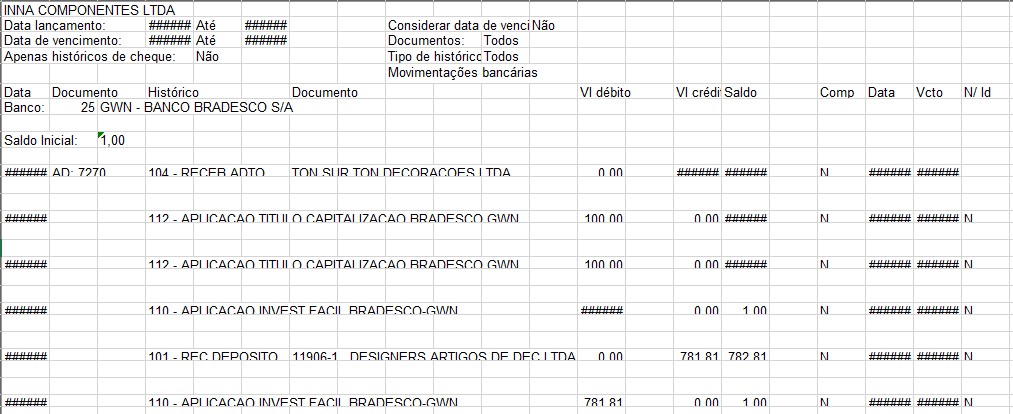 INNA COMPONENTES LTDA
Data lançamento: ###### Até ###### Considerar data de venci Não
Data de vencimento: ###### Até ###### Documentos: Todos
Apenas históricos de cheque: Não Tipo de históric Todos
Movimentações bancárias
Data Documento Histórico Documento Vl débito Vl crédit Saldo Comp Data Vcto N/ Id
Banco: 25 GWN - BANCO BRADESCO S/A
Saldo Inicial: 1,00
###### AD: 7270 104 - RECEB.ADTO TON SUR TON DECORACOES LTDA 0.00 ###### ###### N ###### ######
###### 112 - APLICACAO TITULO CAPITALIZACAO BRADESCO GWN 100.00 0.00 ###### N ###### ###### N
###### 112 - APLICACAO TITULO CAPITALIZACAO BRADESCO GWN 100.00 0.00 ###### N ###### ###### N
###### 110 - APLICACAO INVEST FACIL BRADESCO-GWN ###### 0.00 1.00 N ###### ###### N
###### 101 - REC DEPOSITO 11906-1 DESIGNERS ARTIGOS DE DEC LTDA 0.00 781.81 782.81 N ###### ###### N
###### 110 - APLICACAO INVEST FACIL BRADESCO-GWN 781.81 0.00 1.00 N ###### ###### N